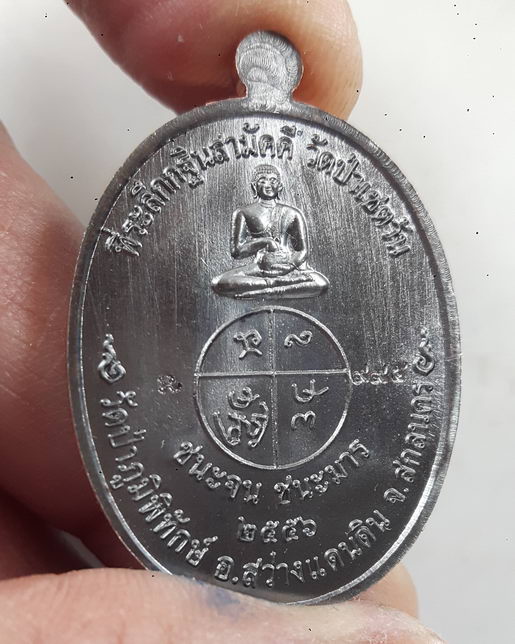 ที่ระลึกกฐินสามัคคี วัดป่าเชตวัน
ชนะจน ชนะมาร
๒๕๕๖
วัดป่าภูมิพิทักษ์ อ.สว่างแดนดิน จ.สกลนคร